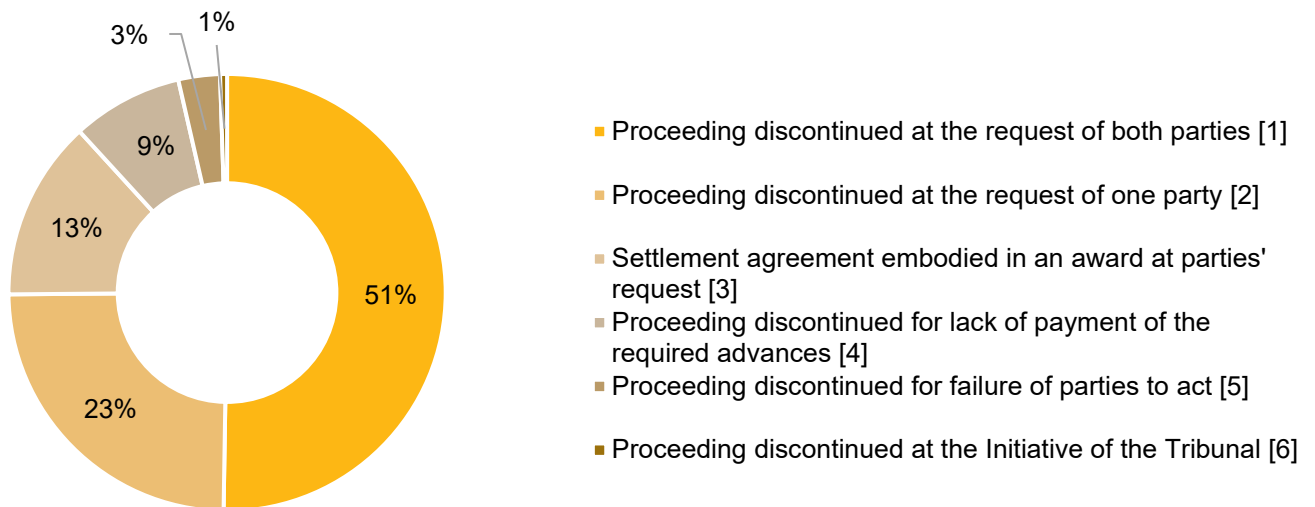 1%
3%
9%
13%
51%
23%
Proceeding discontinued at the request of both parties [1]
Proceeding discontinued at the request of one party [2]
Settlement agreement embodied in an award at parties'
request [3]
Proceeding discontinued for lack of payment of the
required advances [4]
Proceeding discontinued for failure of parties to act [5]
Proceeding discontinued at the Initiative of the Tribunal [6]